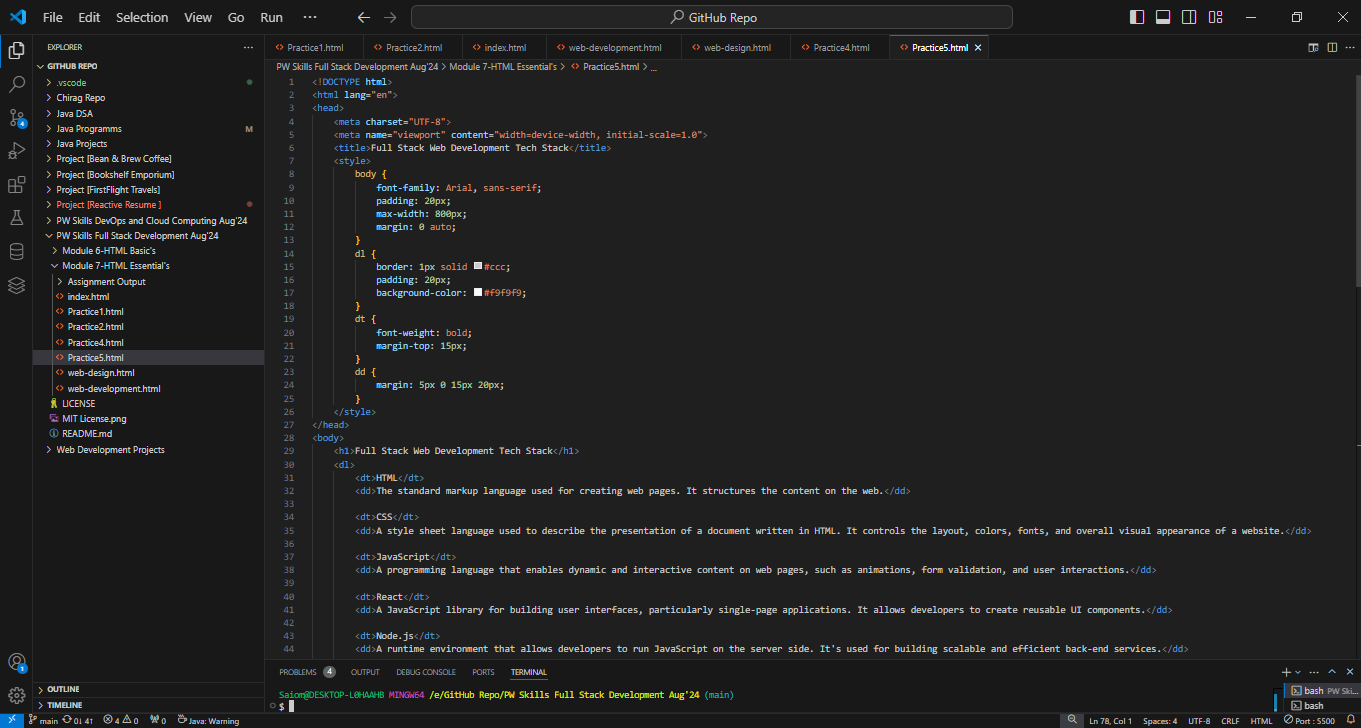 File Edit Selection View Go Run ··· GitHub Repo
EXPLORER ···
GITHUB REPO
.vscode
Chirag Repo
Java DSA
Java Programms M
Java Projects
Project [Bean & Brew Coffee]
Project [Bookshelf Emporium]
Project [FirstFlight Travels]
Project [Reactive Resume ]
PW Skills DevOps and Cloud Computing Aug'24
PW Skills Full Stack Development Aug'24
Module 6-HTML Basic's
Module 7-HTML Essential's
Assignment Output
index.html
Practice1.html
Practice2.html
Practice4.html
Practice5.html
web-design.html
web-development.html
LICENSE
MIT License.png
README.md
Web Development Projects
OUTLINE
TIMELINE
4
1
Practice1.html Practice2.html index.html web-development.html web-design.html Practice4.html Practice5.html
PW Skills Full Stack Development Aug'24 > Module 7-HTML Essential's > Practice5.html > ...
1 <!DOCTYPE html>
2 <html lang="en">
3 <head>
4 <meta charset="UTF-8">
5 <meta name="viewport" content="width=device-width, initial-scale=1.0">
6 <title>Full Stack Web Development Tech Stack</title>
7 <style>
8 body {
9 font-family: Arial, sans-serif;
10 padding: 20px;
11 max-width: 800px;
12 margin: 0 auto;
13 }
14 dl {
15 border: 1px solid #ccc;
16 padding: 20px;
17 background-color: #f9f9f9;
18 }
19 dt {
20 font-weight: bold;
21 margin-top: 15px;
22 }
23 dd {
24 margin: 5px 0 15px 20px;
25 }
26 </style>
27 </head>
28 <body>
29 <h1>Full Stack Web Development Tech Stack</h1>
30 <dl>
31 <dt>HTML</dt>
32 <dd>The standard markup language used for creating web pages. It structures the content on the web.</dd>
33
34 <dt>CSS</dt>
35 <dd>A style sheet language used to describe the presentation of a document written in HTML. It controls the layout, colors, fonts, and overall visual appearance of a website.</dd>
36
37 <dt>JavaScript</dt>
38 <dd>A programming language that enables dynamic and interactive content on web pages, such as animations, form validation, and user interactions.</dd>
39
40 <dt>React</dt>
41 <dd>A JavaScript library for building user interfaces, particularly single-page applications. It allows developers to create reusable UI components.</dd>
42
43 <dt>Node.js</dt>
44 <dd>A runtime environment that allows developers to run JavaScript on the server side. It's used for building scalable and efficient back-end services.</dd>
PROBLEMS 4 OUTPUT DEBUG CONSOLE PORTS TERMINAL
Saiom@DESKTOP-L0HAAHB MINGW64 /e/GitHub Repo/PW Skills Full Stack Development Aug'24 (main)
$
bash PW Ski...
bash
main 0↓ 4↑ 4 0 0 Java: Warning Ln 78, Col 1 Spaces: 4 UTF-8 CRLF HTML Port : 5500